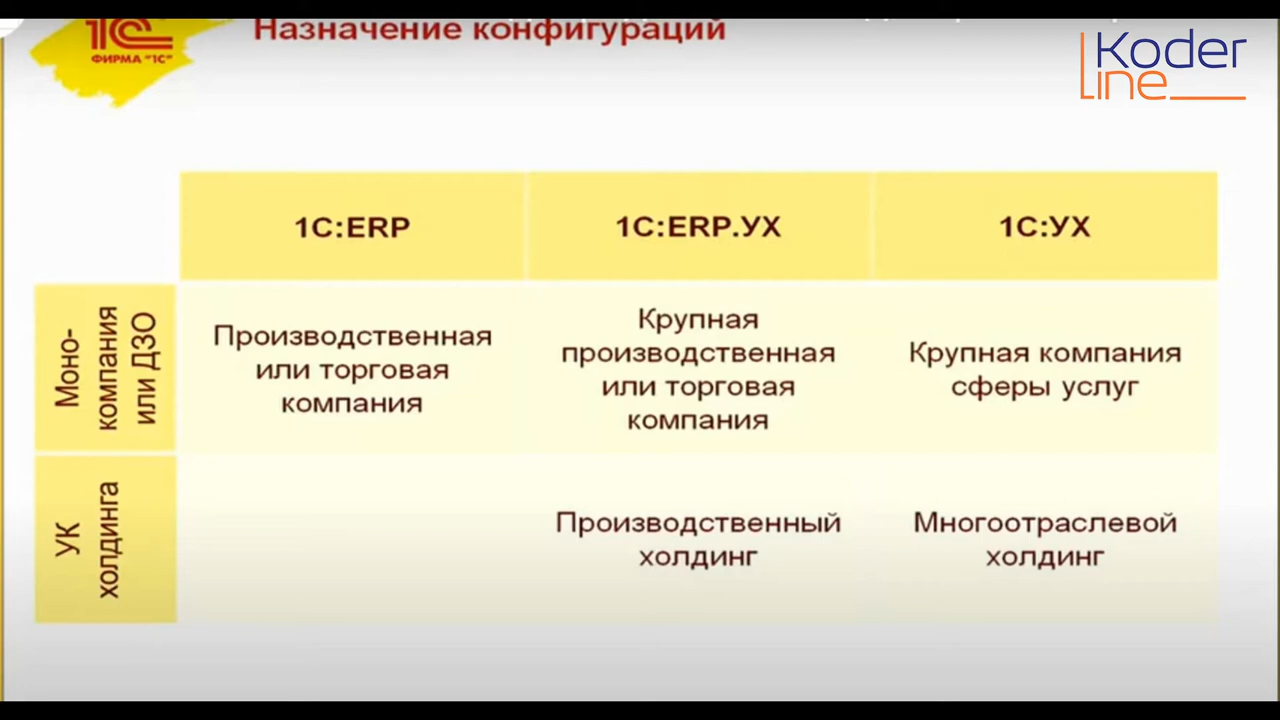 1С
ФИРМА "1С"
Назначение конфигураций
Koder
line
1С:ERP
1С:ERP.УХ
1С:УХ
Моно-
компания
или ДЗО
Производственная
или торговая
компания
Крупная
производственная
или торговая
компания
Крупная компания
сферы услуг
УК
холдинга
Производственный
холдинг
Многоотраслевой
холдинг